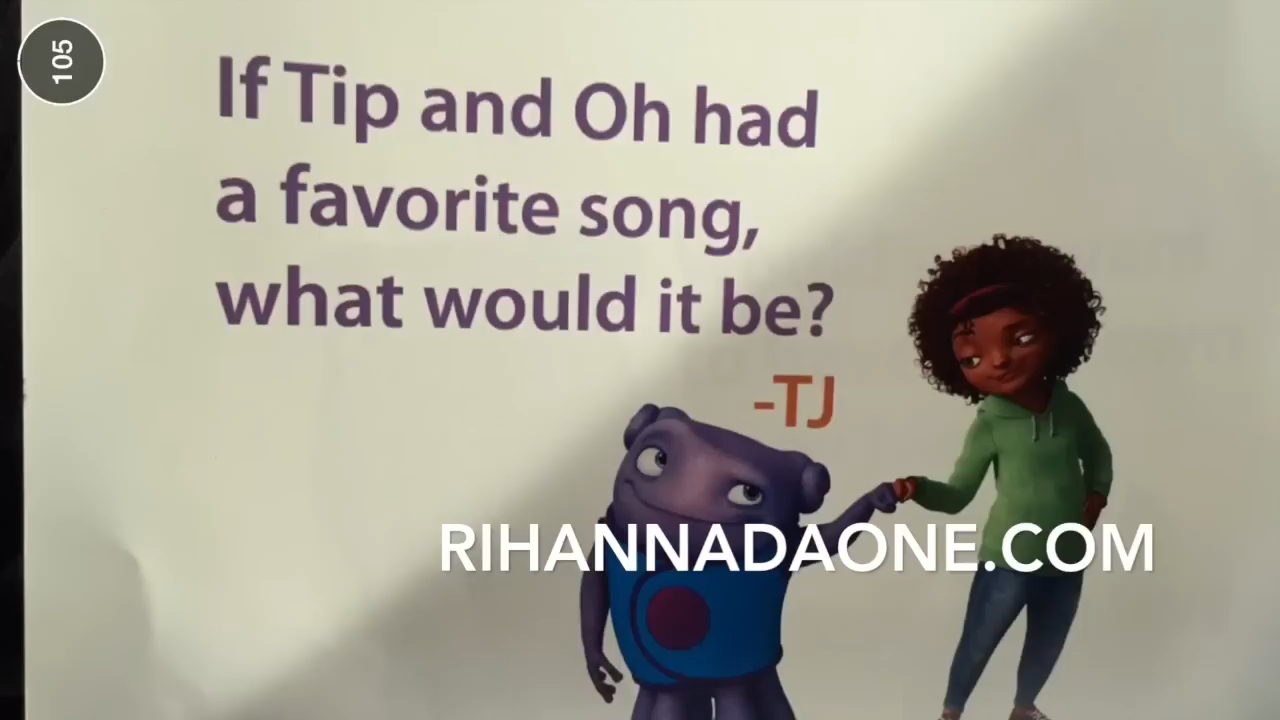 105
If Tip and Oh had
a favorite song,
what would it be?
-TJ
RIHANNADAONE.COM